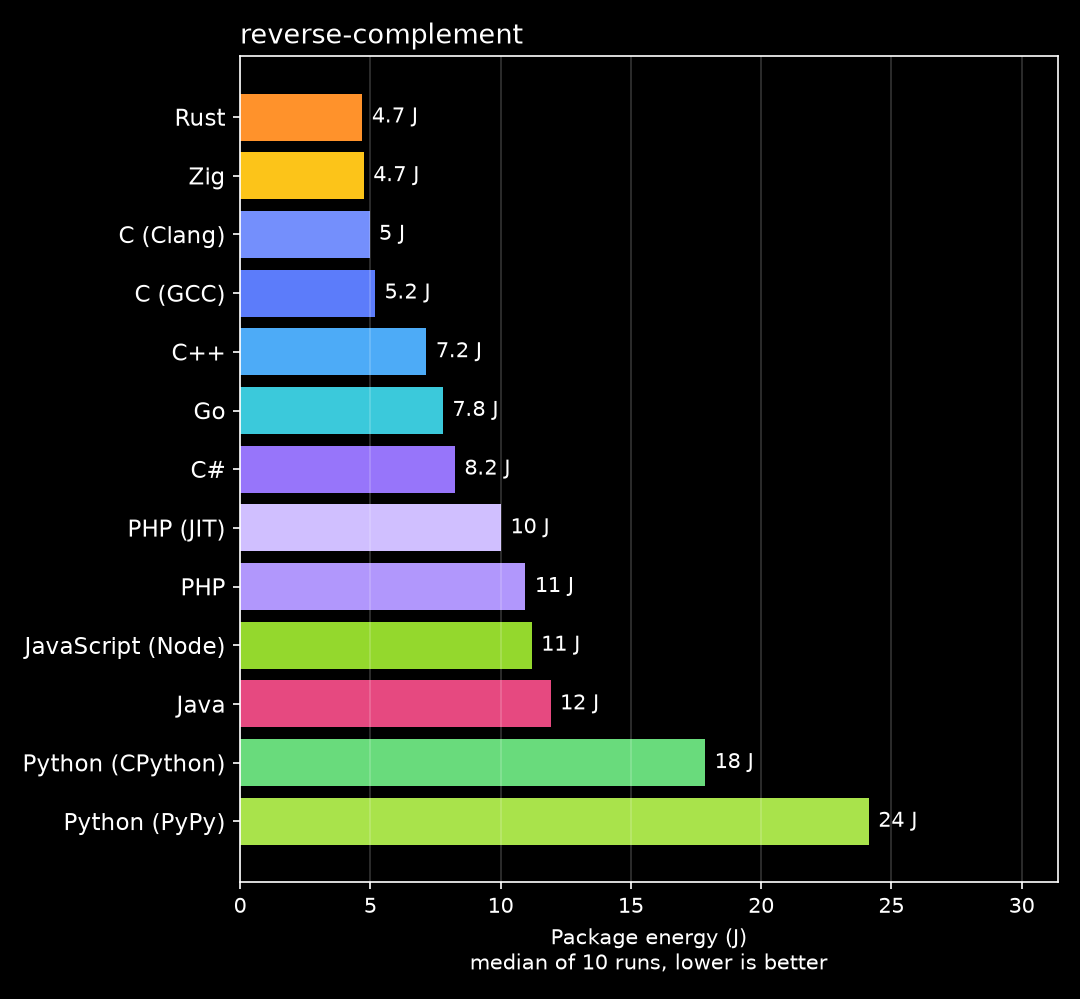 reverse-complement
Rust 4.7 J
Zig 4.7 J
C (Clang) 5 J
C (GCC) 5.2 J
C++ 7.2 J
Go 7.8 J
C# 8.2 J
PHP (JIT) 10 J
PHP 11 J
JavaScript (Node) 11 J
Java 12 J
Python (CPython) 18 J
Python (PyPy) 24 J
0 5 10 15 20 25 30
Package energy (J)
median of 10 runs, lower is better